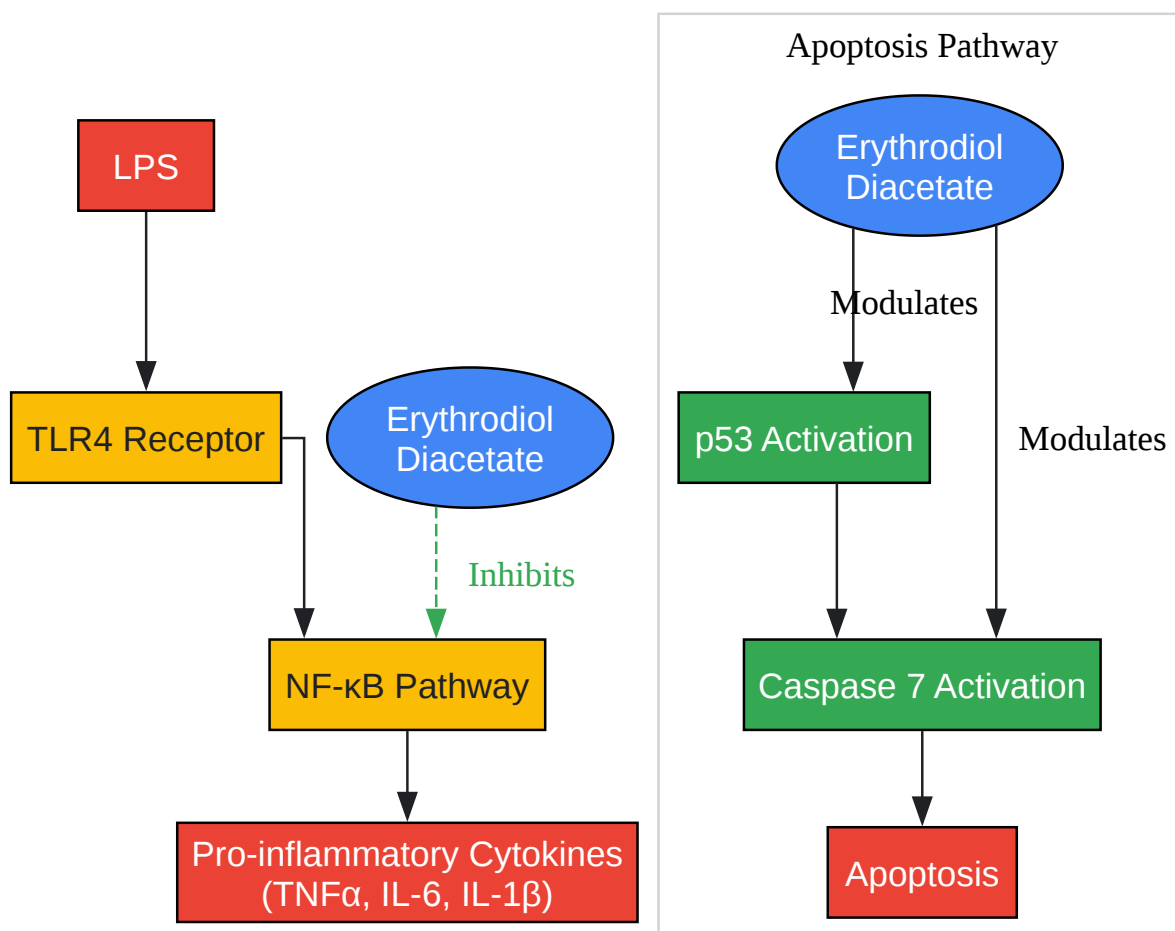 LPS
TLR4 Receptor
Erythrodiol
Diacetate
Inhibits
NF-κB Pathway
Pro-inflammatory Cytokines
(TNFα, IL-6, IL-1β)
Apoptosis Pathway
Erythrodiol
Diacetate
Modulates
p53 Activation
Modulates
Caspase 7 Activation
Apoptosis